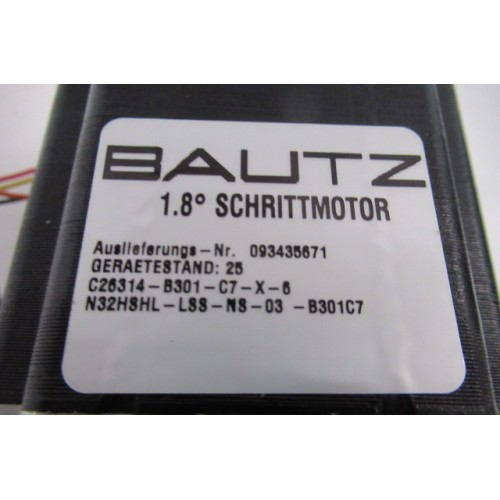 BAUTZ
1.8° SCHRITTMOTOR
Auslieferungs-Nr. 093435671
GERAETESTAND: 25
C26314-B301-C7-X-6
N32HSHL-LSS-NS-03 -B301C7